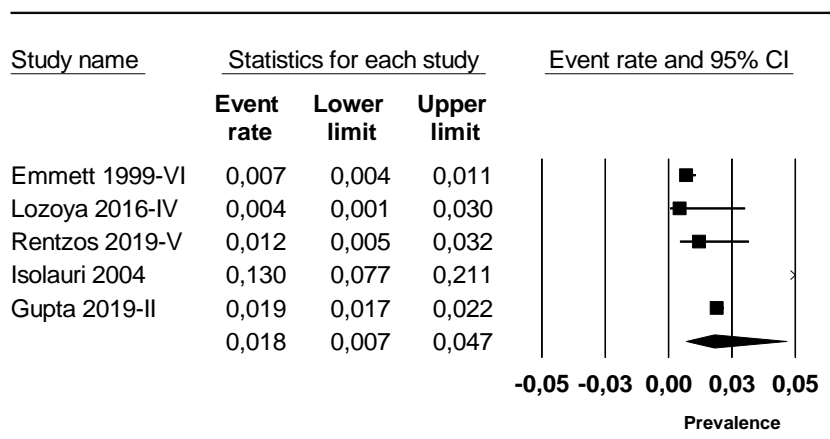 Study name Statistics for each study Event rate and 95% CI
Event Lower Upper
rate limit limit
Emmett 1999-VI 0,007 0,004 0,011
Lozoya 2016-IV 0,004 0,001 0,030
Rentzos 2019-V 0,012 0,005 0,032
Isolauri 2004 0,130 0,077 0,211
Gupta 2019-II 0,019 0,017 0,022
0,018 0,007 0,047
-0,05 -0,03 0,00 0,03 0,05
Prevalence